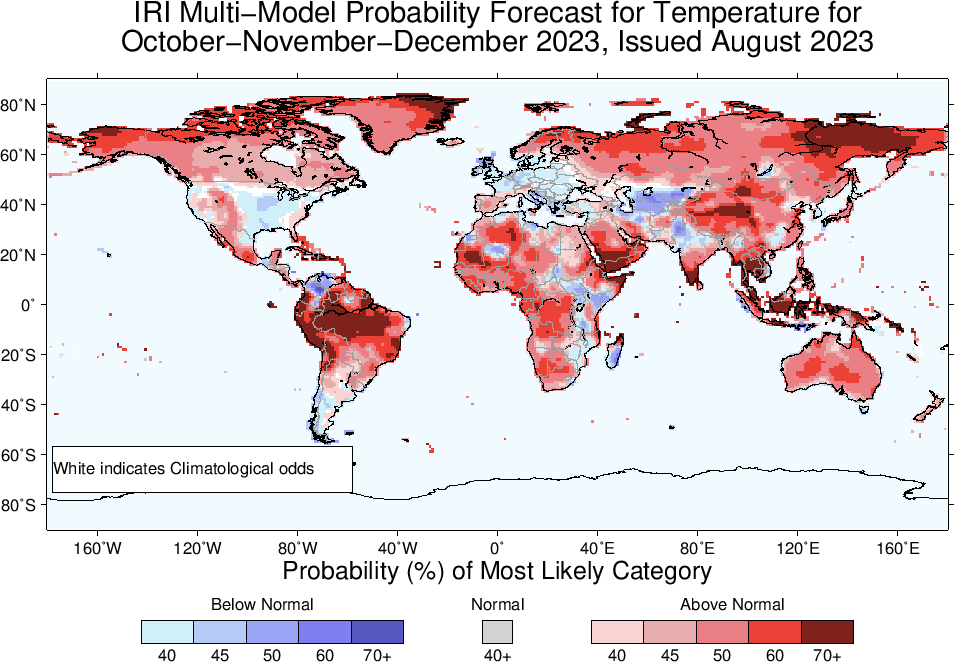 IRI Multi−Model Probability Forecast for Temperature for
October−November−December 2023, Issued August 2023
80˚N
60˚N
40˚N
20˚N
0˚
20˚S
40˚S
60˚S
80˚S
White indicates Climatological odds
160˚W 120˚W 80˚W 40˚W 0˚ 40˚E 80˚E 120˚E 160˚E
Probability (%) of Most Likely Category
Below Normal Normal Above Normal
40 45 50 60 70+ 40+ 40 45 50 60 70+